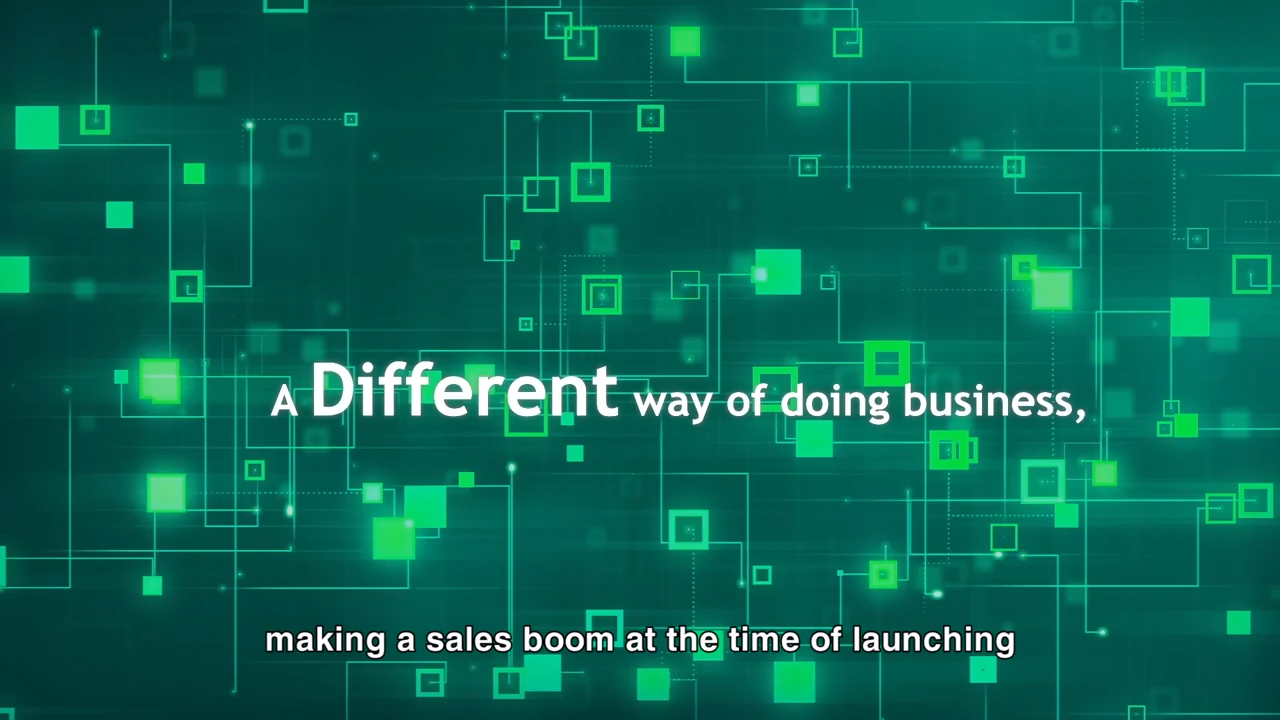 A Different way of doing business,
making a sales boom at the time of launching